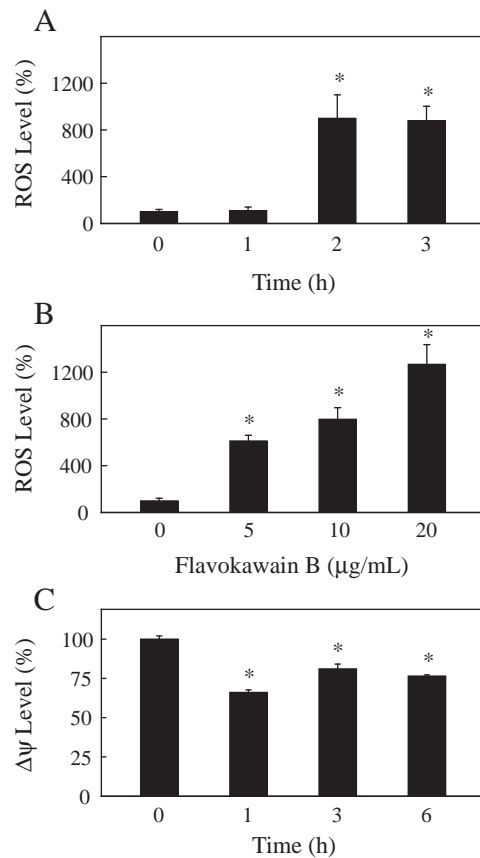 A
ROS Level (%)
1200
800
400
0
* *
0 1 2 3
Time (h)
B
ROS Level (%)
1200
800
400
0
* * *
0 5 10 20
Flavokawain B (μg/mL)
C
Δψ Level (%)
100
75
50
25
0
* * *
0 1 3 6
Time (h)